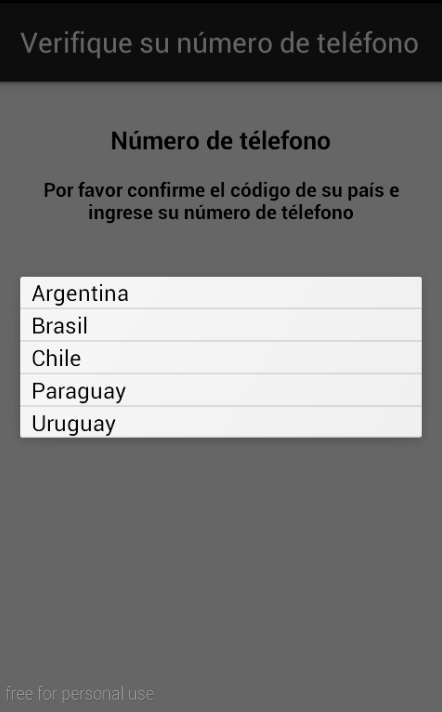 Verifique su número de teléfono
Número de télefono
Por favor confirme el código de su país e
ingrese su número de télefono
Argentina
Brasil
Chile
Paraguay
Uruguay
free for personal use